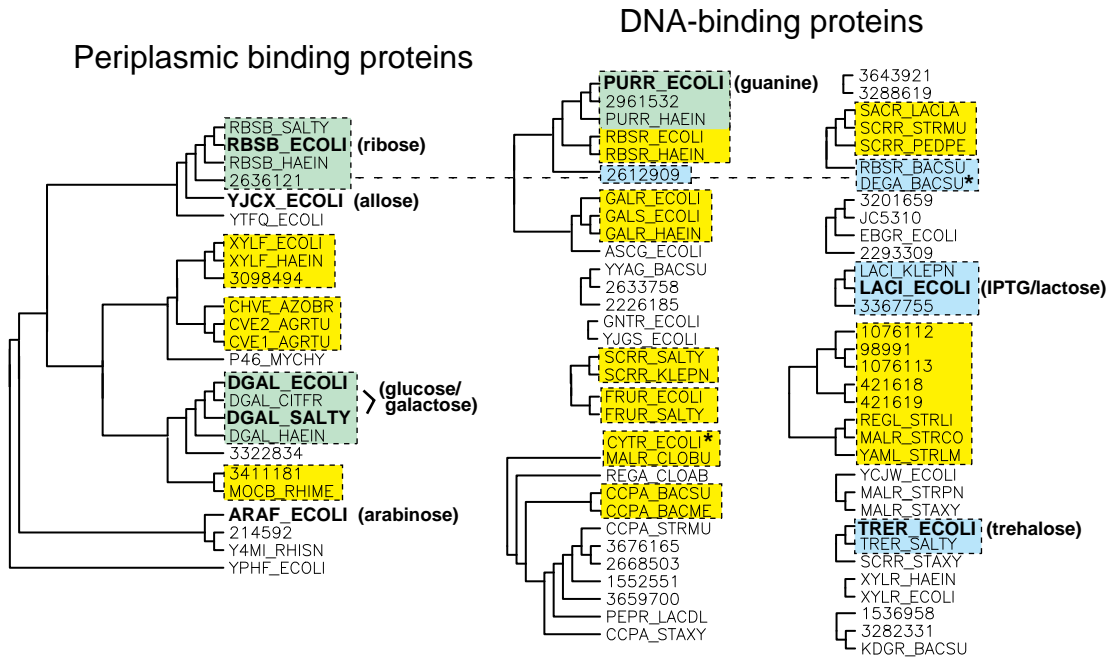 DNA-binding proteins
Periplasmic binding proteins
RBSB_SALTY
RBSB_ECOLI (ribose)
RBSB_HAEIN
2636121
YJCX_ECOLI (allose)
YTFQ_ECOLI
XYLF_ECOLI
XYLF_HAEIN
3098494
CHVE_AZOBR
CVE2_AGRTU
CVE1_AGRTU
P46_MYCHY
DGAL_ECOLI
DGAL_CITFR
DGAL_SALTY
DGAL_HAEIN
(glucose/
galactose)
3322834
3411181
MOCB_RHIME
ARAF_ECOLI (arabinose)
214592
Y4MI_RHISN
YPHF_ECOLI
PURR_ECOLI (guanine)
2961532
PURR_HAEIN
RBSR_ECOLI
RBSR_HAEIN
2612909
GALR_ECOLI
GALS_ECOLI
GALR_HAEIN
ASCG_ECOLI
YYAG_BACSU
2633758
2226185
GNTR_ECOLI
YJGS_ECOLI
SCRR_SALTY
SCRR_KLEPN
FRUR_ECOLI
FRUR_SALTY
CYTR_ECOLI*
MALR_CLOBU
REGA_CLOAB
CCPA_BACSU
CCPA_BACME
CCPA_STRMU
3676165
2668503
1552551
3659700
PEPR_LACDL
CCPA_STAXY
3643921
3288619
SACR_LACLA
SCRR_STRMU
SCRR_PEDPE
RBSR_BACSU
DEGA_BACSU*
3201659
JC5310
EBGR_ECOLI
2293309
LACI_KLEPN
LACI_ECOLI (IPTG/lactose)
3367755
1076112
98991
1076113
421618
421619
REGL_STRLI
MALR_STRCO
YAML_STRLM
YCJW_ECOLI
MALR_STRPN
MALR_STAXY
TRER_ECOLI (trehalose)
TRER_SALTY
SCRR_STAXY
XYLR_HAEIN
XYLR_ECOLI
1536958
3282331
KDGR_BACSU